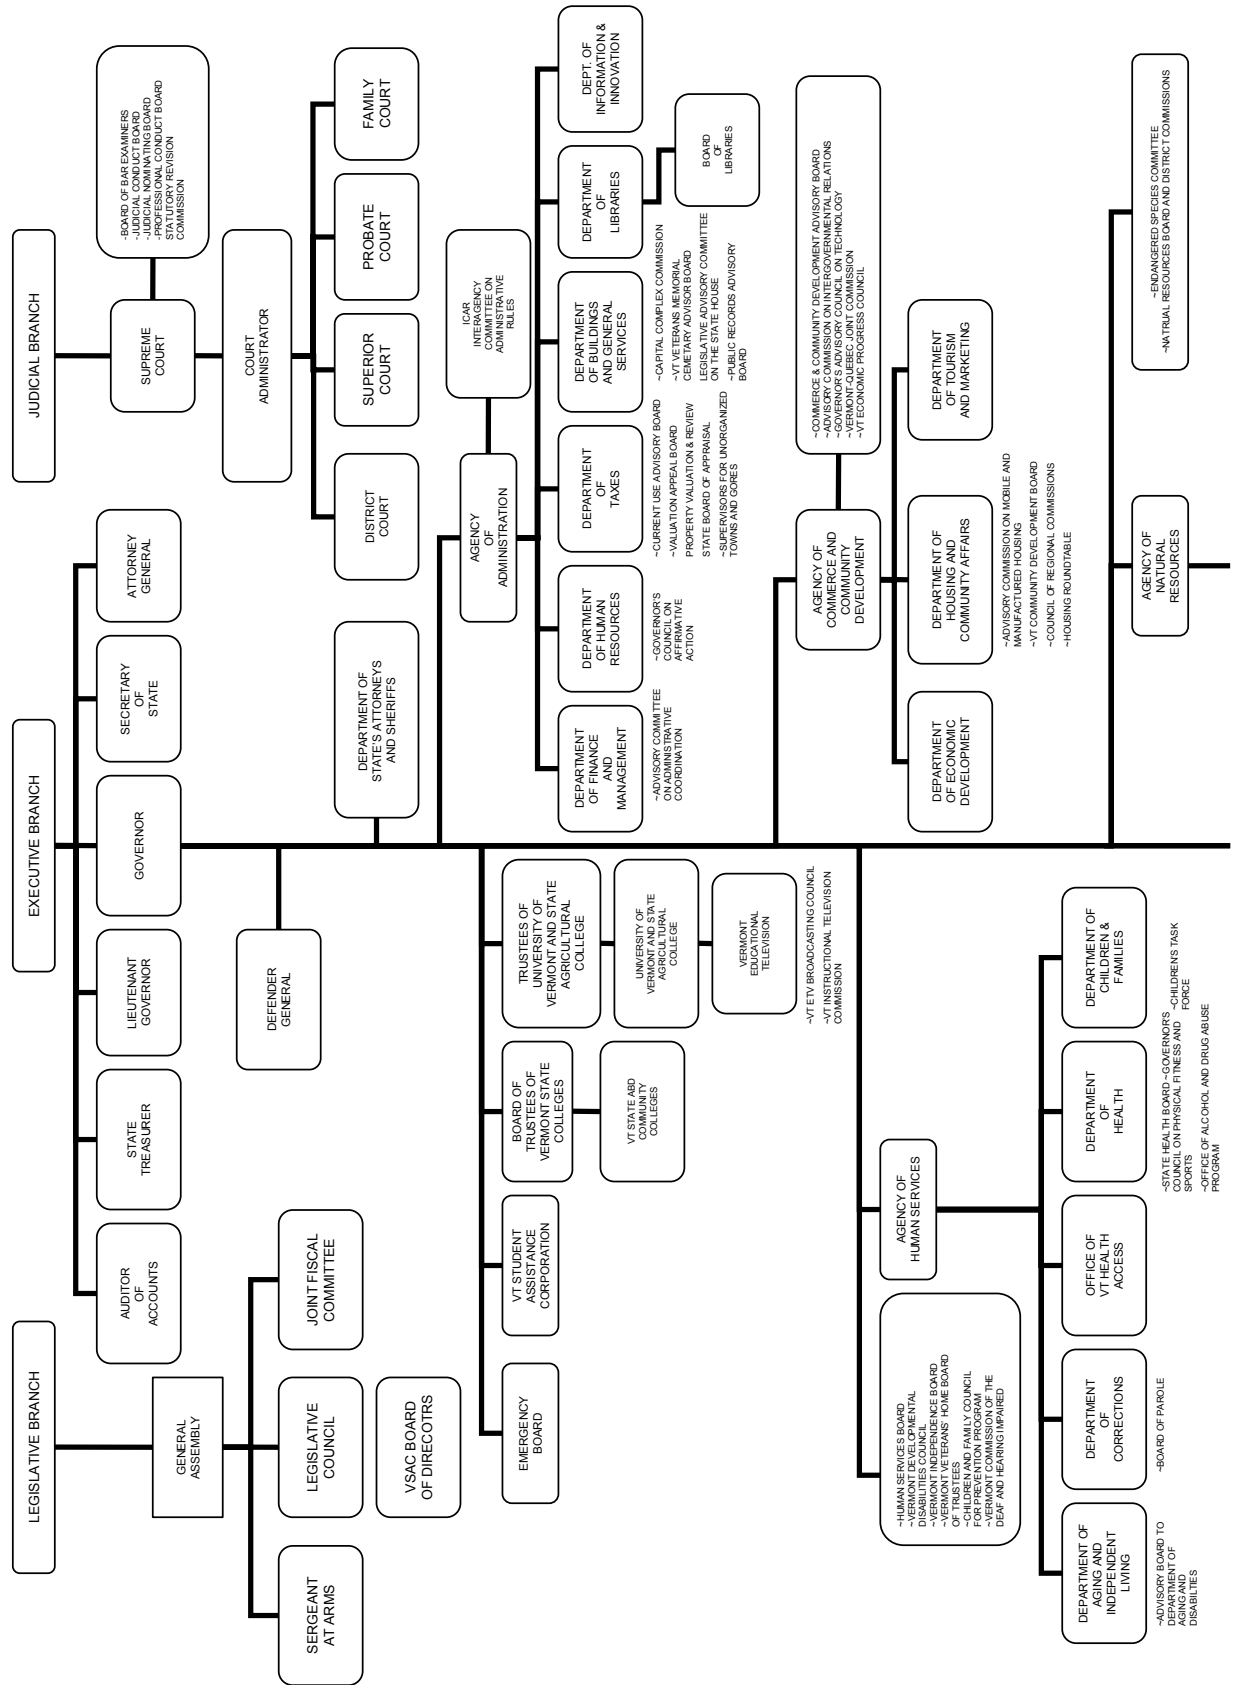 LEGISLATIVE BRANCH
EXECUTIVE BRANCH
JUDICIAL BRANCH
AUDITOR
OF
ACCOUNTS
STATE
TREASURER
LIEUTENANT
GOVERNOR
GOVERNOR
SECRETARY
OF
STATE
ATTORNEY
GENERAL
SUPREME
COURT
~BOARD OF BAR EXAMINERS
~JUDICIAL CONDUCT BOARD
~JUDICIAL NOMINATING BOARD
~PROFESSIONAL CONDUCT BOARD
STATUTORY REVISION
COMMISSION
GENERAL
ASSEMBLY
DEFENDER
GENERAL
COURT
ADMINISTRATOR
SERGEANT
AT ARMS
LEGISLATIVE
COUNCIL
JOINT FISCAL
COMMITTEE
DEPARTMENT OF
STATE'S ATTORNEYS
AND SHERIFFS
DISTRICT
COURT
SUPERIOR
COURT
PROBATE
COURT
FAMILY
COURT
VSAC BOARD
OF DIRECOTRS
AGENCY
OF
ADMINISTRATION
ICAR
INTERAGENCY
COMMITTEE ON
ADMINISTRATIVE
RULES
EMERGENCY
BOARD
VT STUDENT
ASSISTANCE
CORPORATION
BOARD OF
TRUSTEES OF
VERMONT STATE
COLLEGES
TRUSTEES OF
UNIVERSITY OF
VERMONT AND STATE
AGRICULTURAL
COLLEGE
DEPARTMENT
OF FINANCE
AND
MANAGEMENT
DEPARTMENT
OF HUMAN
RESOURCES
DEPARTMENT
OF
TAXES
DEPARTMENT
OF BUILDINGS
AND GENERAL
SERVICES
DEPARTMENT
OF
LIBRARIES
DEPT. OF
INFORMATION &
INNOVATION
VT STATE ABD
COMMUNITY
COLLEGES
UNIVERSITY OF
VERMONT AND STATE
AGRICULTURAL
COLLEGE
~ADVISORY COMMITTEE
ON ADMINISTRATIVE
COORDINATION
~GOVERNOR'S
COUNCIL ON
AFFIRMATIVE
ACTION
~CURRENT USE ADVISORY BOARD
~VALUATION APPEAL BOARD
PROPERTY VALUATION & REVIEW
STATE BOARD OF APPRAISAL
~SUPERVISORS FOR UNORGANIZED
TOWNS AND GORES
~CAPITAL COMPLEX COMMISSION
~VT VETERANS MEMORIAL
CEMETARY ADVISOR BOARD
LEGISLATIVE ADVISORY COMMITTEE
ON THE STATE HOUSE
~PUBLIC RECORDS ADVISORY
BOARD
BOARD
OF
LIBRARIES
VERMONT
EDUCATIONAL
TELEVISION
~VT ETV BROADCASTING COUNCIL
~VT INSTRUCTIONAL TELEVISION
COMMISSION
AGENCY OF
COMMERCE AND
COMMUNITY
DEVELOPMENT
~COMMERCE & COMMUNITY DEVELOPMENT ADVISORY BOARD
~ADVISORY COMMISSION ON INTERGOVERNMENTAL RELATIONS
~GOVERNOR'S ADVISORY COUNCIL ON TECHNOLOGY
~VERMONT-QUEBEC JOINT COMMISSION
~VT ECONOMIC PROGRESS COUNCIL
~HUMAN SERVICES BOARD
~VERMONT DEVELOPMENTAL
DISABILITIES COUNCIL
~VERMONT INDEPENDENCE BOARD
~VERMONT VETERANS' HOME BOARD
OF TRUSTEES
~CHILDREN AND FAMILY COUNCIL
FOR PREVENTION PROGRAM
~VERMONT COMMISSION OF THE
DEAF AND HEARING IMPAIRED
AGENCY OF
HUMAN SERVICES
DEPARTMENT
OF ECONOMIC
DEVELOPMENT
DEPARTMENT OF
HOUSING AND
COMMUNITY AFFAIRS
DEPARTMENT
OF TOURISM
AND MARKETING
~ADVISORY COMMISSION ON MOBILE AND
MANUFACTURED HOUSING
~VT COMMUNITY DEVELOPMENT BOARD
~COUNCIL OF REGIONAL COMMISSIONS
~HOUSING ROUNDTABLE
DEPARTMENT OF
AGING AND
INDEPENDENT
LIVING
DEPARTMENT
OF
CORRECTIONS
OFFICE OF
VT HEALTH
ACCESS
DEPARTMENT
OF
HEALTH
DEPARTMENT OF
CHILDREN &
FAMILIES
~ADVISORY BOARD TO
DEPARTMENT OF
AGING AND
DISABILTIES
~BOARD OF PAROLE
~STATE HEALTH BOARD ~GOVERNOR'S
COUNCIL ON PHYSICAL FITNESS AND
SPORTS
~OFFICE OF ALCOHOL AND DRUG ABUSE
PROGRAM
~CHILDREN'S TASK
FORCE
AGENCY OF
NATURAL
RESOURCES
~ENDANGERED SPECIES COMMITTEE
~NATRUAL RESOURCES BOARD AND DISTRICT COMMISSIONS